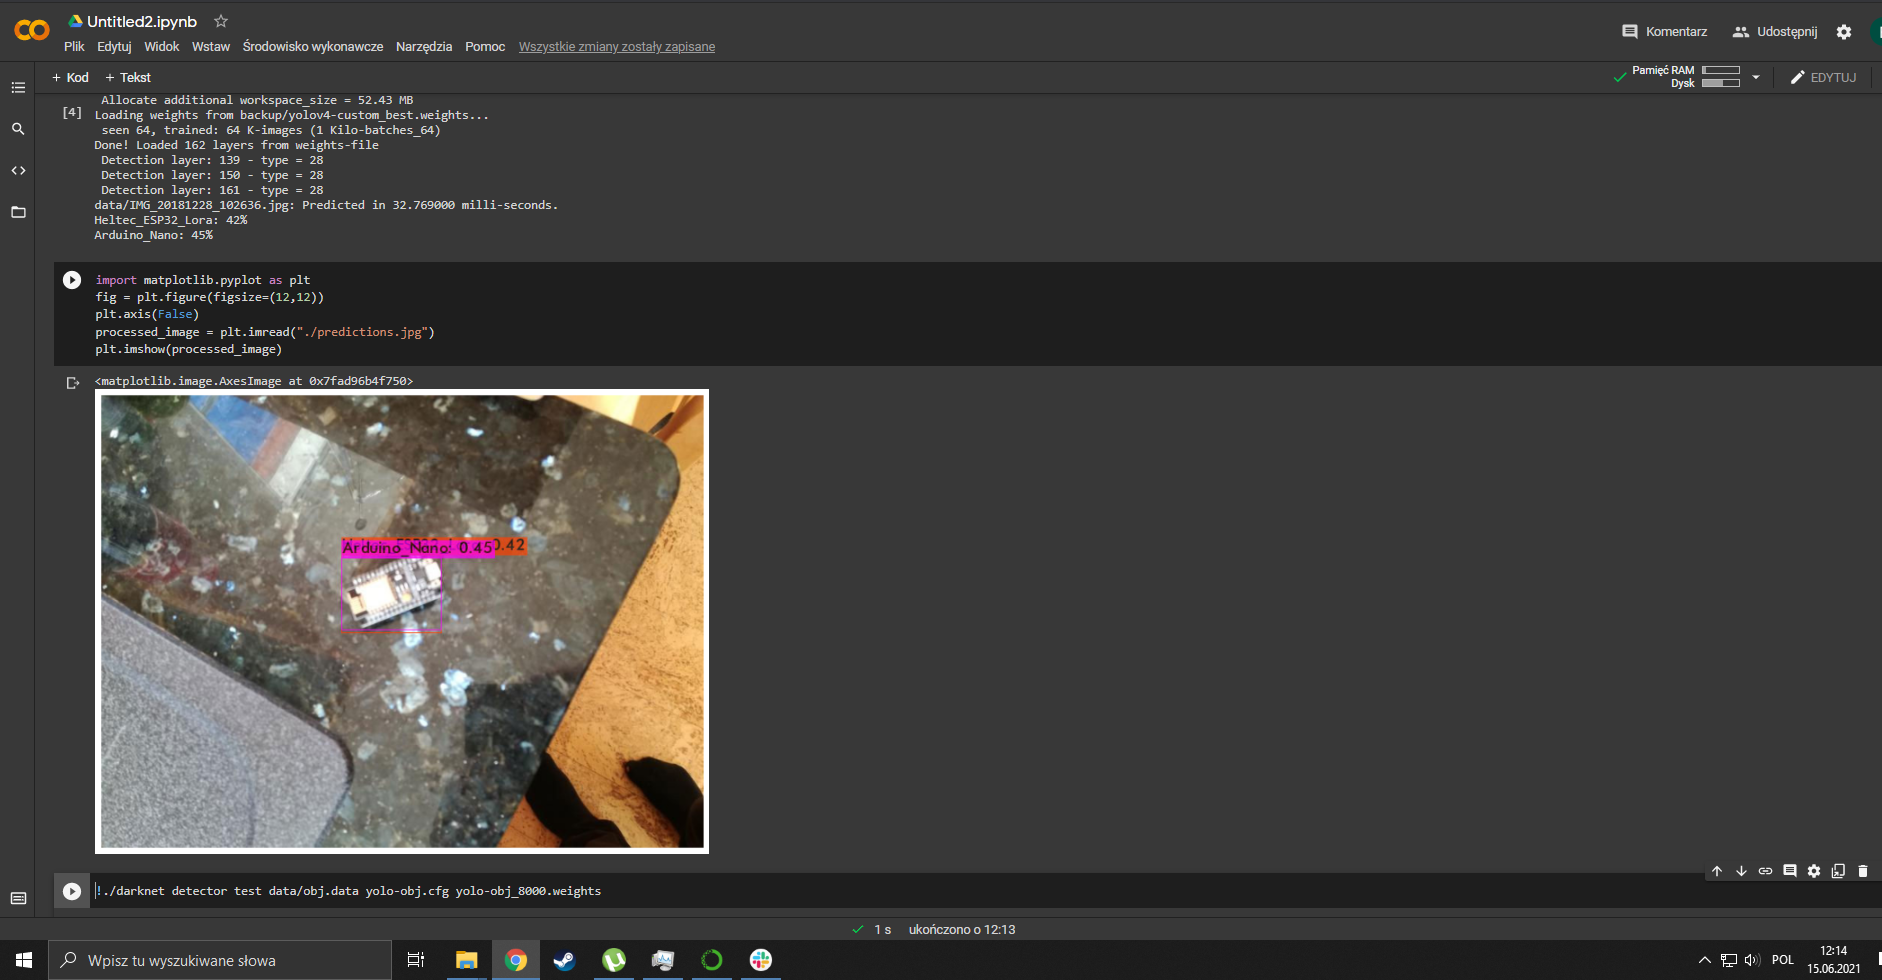 Untitled2.ipynb
Plik Edytuj Widok Wstaw Środowisko wykonawcze Narzędzia Pomoc Wszystkie zmiany zostały zapisane
Komentarz Udostępnij
+ Kod + Tekst
Pamięć RAM
Dysk
EDYTUJ
Allocate additional workspace_size = 52.43 MB
[4] Loading weights from backup/yolov4-custom_best.weights...
seen 64, trained: 64 K-images (1 Kilo-batches_64)
Done! Loaded 162 layers from weights-file
Detection layer: 139 - type = 28
Detection layer: 150 - type = 28
Detection layer: 161 - type = 28
data/IMG_20181228_102636.jpg: Predicted in 32.769000 milli-seconds.
Heltec_ESP32_Lora: 42%
Arduino_Nano: 45%
import matplotlib.pyplot as plt
fig = plt.figure(figsize=(12,12))
plt.axis(False)
processed_image = plt.imread("./predictions.jpg")
plt.imshow(processed_image)
<matplotlib.image.AxesImage at 0x7fad96b4f750>
Arduino_Nano: 0.45 0.42
!./darknet detector test data/obj.data yolo-obj.cfg yolo-obj_8000.weights
1 s ukończono o 12:13
Wpisz tu wyszukiwane słowa
POL
12:14
15.06.2021